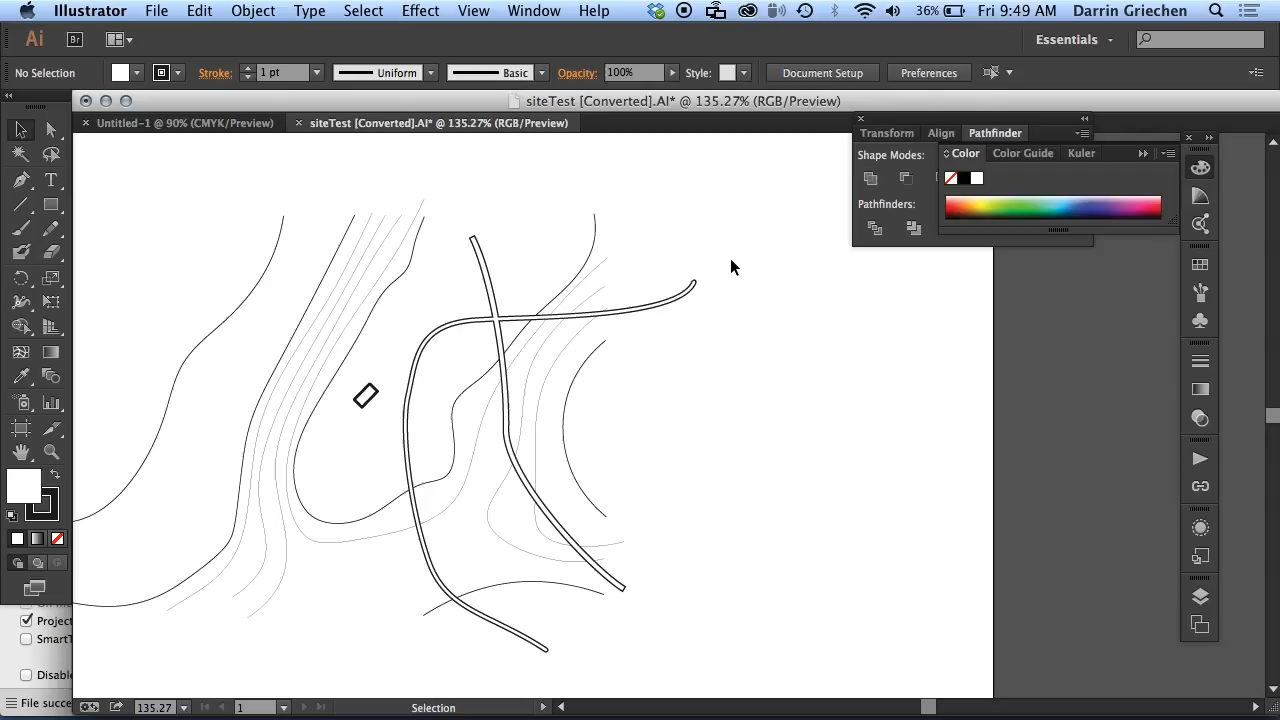 Illustrator File Edit Object Type Select Effect View Window Help 36% Fri 9:49 AM Darrin Griechen
Ai Br Essentials
No Selection Stroke: 1 pt Uniform Basic Opacity: 100% Style: Document Setup Preferences
siteTest [Converted].AI* @ 135.27% (RGB/Preview)
Untitled-1 @ 90% (CMYK/Preview) siteTest [Converted].AI* @ 135.27% (RGB/Preview)
Transform Align Pathfinder
Shape Modes: Color Color Guide Kuler
Pathfinders:
Project
SmartT
Disable
File succe
135.27 1 Selection